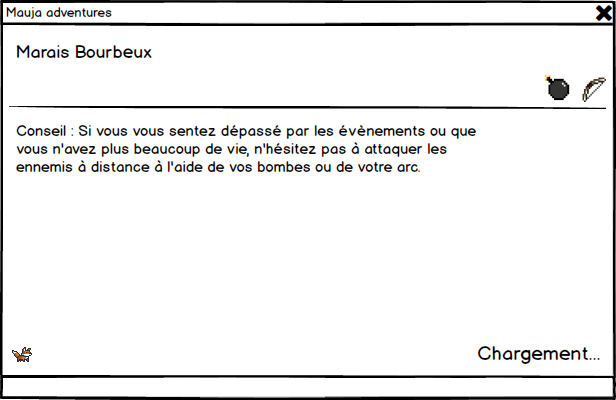 Mauja adventures
Marais Bourbeux
Conseil : Si vous vous sentez dépassé par les évènements ou que
vous n'avez plus beaucoup de vie, n'hésitez pas à attaquer les
ennemis à distance à l'aide de vos bombes ou de votre arc.
Chargement...